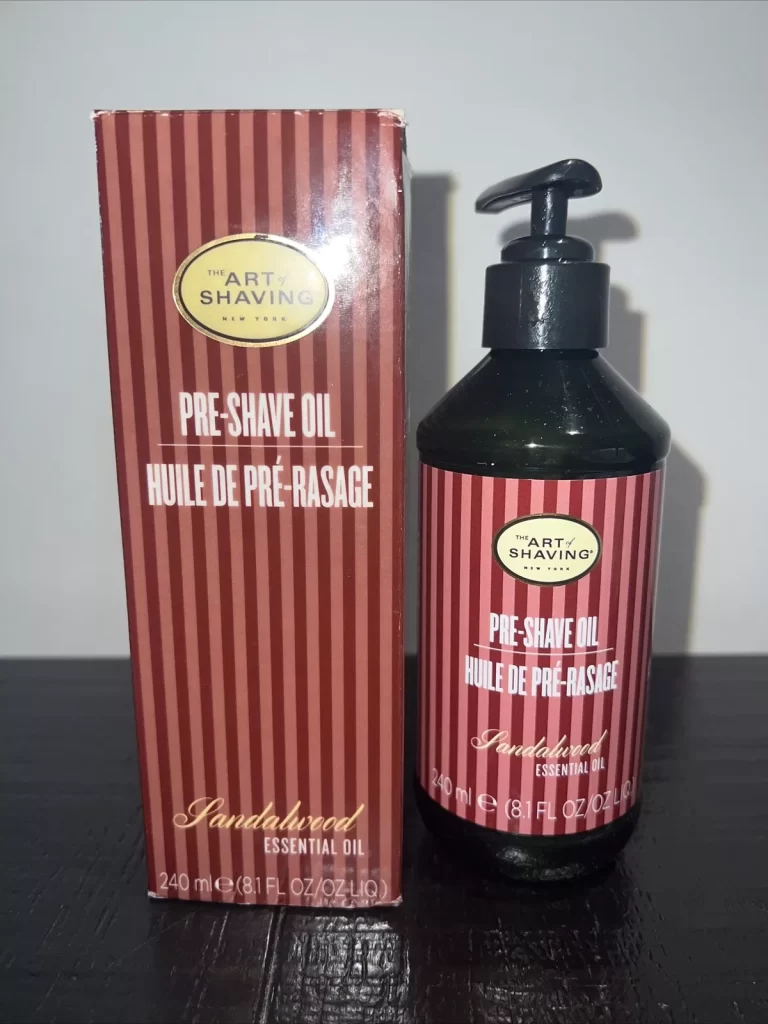 THE ART of
SHAVING
NEW YORK
PRE-SHAVE OIL
HUILE DE PRÉ-RASAGE
Sandalwood
ESSENTIAL OIL
240 ml ℮ (8.1 FL OZ/OZ LIQ)
THE ART of
SHAVING®
NEW YORK
PRE-SHAVE OIL
HUILE DE PRÉ-RASAGE
Sandalwood
ESSENTIAL OIL
240 ml ℮ (8.1 FL OZ/OZ LIQ)